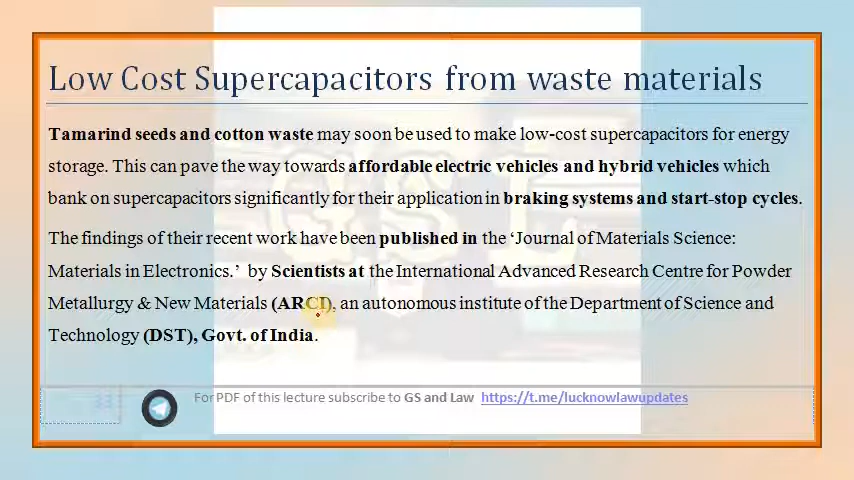 Low Cost Supercapacitors from waste materials
Tamarind seeds and cotton waste may soon be used to make low-cost supercapacitors for energy
storage. This can pave the way towards affordable electric vehicles and hybrid vehicles which
bank on supercapacitors significantly for their application in braking systems and start-stop cycles.
The findings of their recent work have been published in the ‘Journal of Materials Science:
Materials in Electronics.’ by Scientists at the International Advanced Research Centre for Powder
Metallurgy & New Materials (ARCI), an autonomous institute of the Department of Science and
Technology (DST), Govt. of India.
For PDF of this lecture subscribe to GS and Law https://t.me/lucknowlawupdates